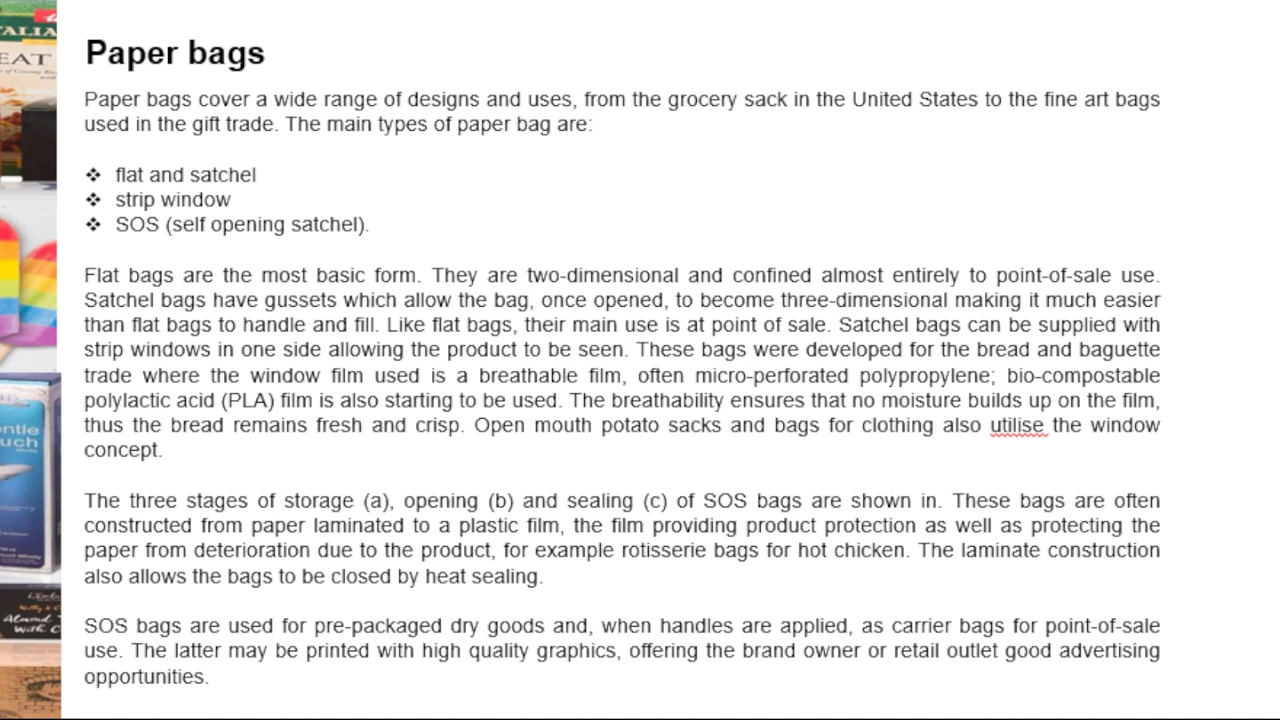 TALIA
EAT
Paper bags
Paper bags cover a wide range of designs and uses, from the grocery sack in the United States to the fine art bags
used in the gift trade. The main types of paper bag are:
❖ flat and satchel
❖ strip window
❖ SOS (self opening satchel).
Flat bags are the most basic form. They are two-dimensional and confined almost entirely to point-of-sale use.
Satchel bags have gussets which allow the bag, once opened, to become three-dimensional making it much easier
than flat bags to handle and fill. Like flat bags, their main use is at point of sale. Satchel bags can be supplied with
strip windows in one side allowing the product to be seen. These bags were developed for the bread and baguette
trade where the window film used is a breathable film, often micro-perforated polypropylene; bio-compostable
polylactic acid (PLA) film is also starting to be used. The breathability ensures that no moisture builds up on the film,
thus the bread remains fresh and crisp. Open mouth potato sacks and bags for clothing also utilise the window
concept.
The three stages of storage (a), opening (b) and sealing (c) of SOS bags are shown in. These bags are often
constructed from paper laminated to a plastic film, the film providing product protection as well as protecting the
paper from deterioration due to the product, for example rotisserie bags for hot chicken. The laminate construction
also allows the bags to be closed by heat sealing.
SOS bags are used for pre-packaged dry goods and, when handles are applied, as carrier bags for point-of-sale
use. The latter may be printed with high quality graphics, offering the brand owner or retail outlet good advertising
opportunities.
ntle
uch
Almond
With C